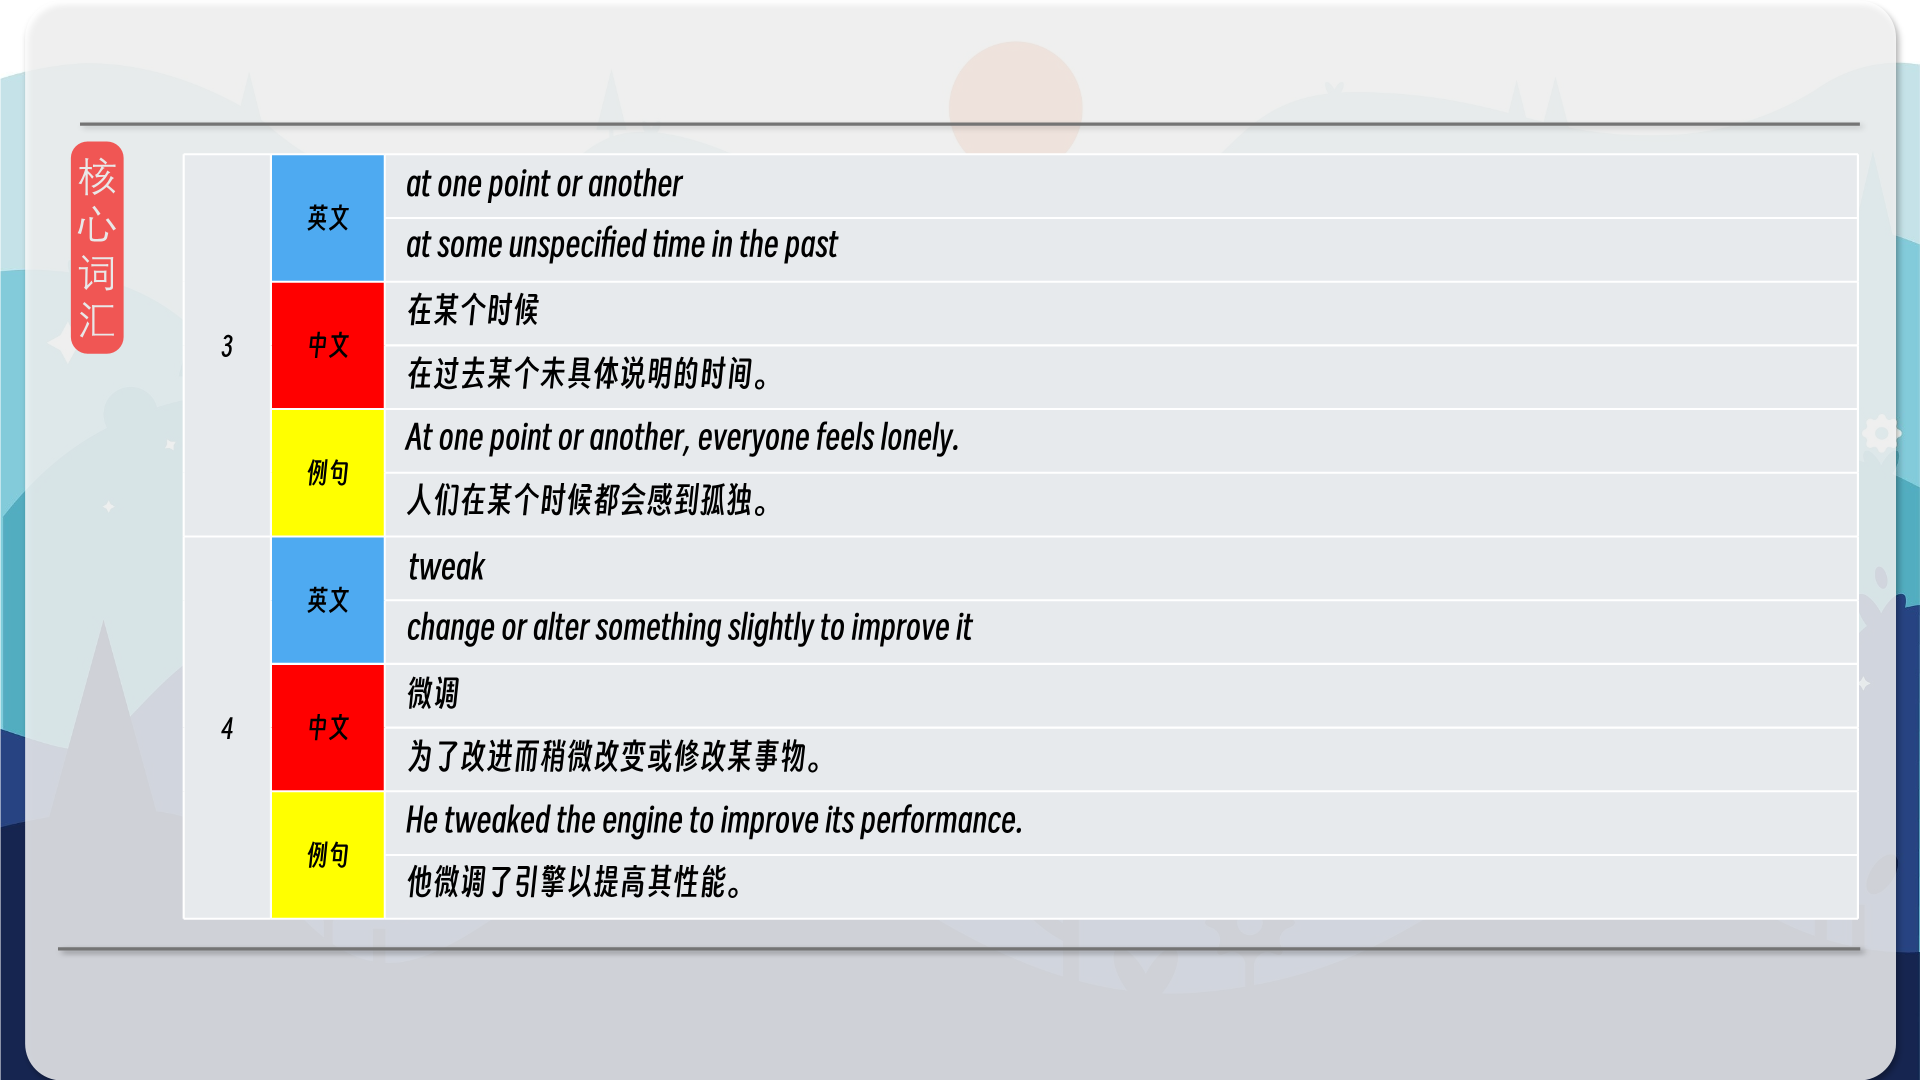 核
心
词
汇
3
英文
at one point or another
at some unspecified time in the past
中文
在某个时候
在过去某个未具体说明的时间。
例句
At one point or another, everyone feels lonely.
人们在某个时候都会感到孤独。
4
英文
tweak
change or alter something slightly to improve it
中文
微调
为了改进而稍微改变或修改某事物。
例句
He tweaked the engine to improve its performance.
他微调了引擎以提高其性能。